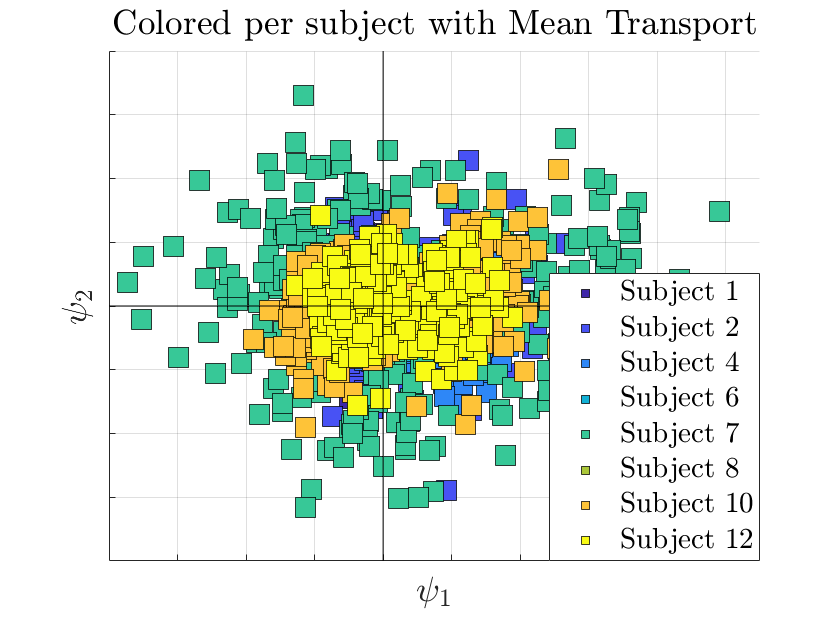 Colored per subject with Mean Transport
ψ₂
Subject 1
Subject 2
Subject 4
Subject 6
Subject 7
Subject 8
Subject 10
Subject 12
ψ₁